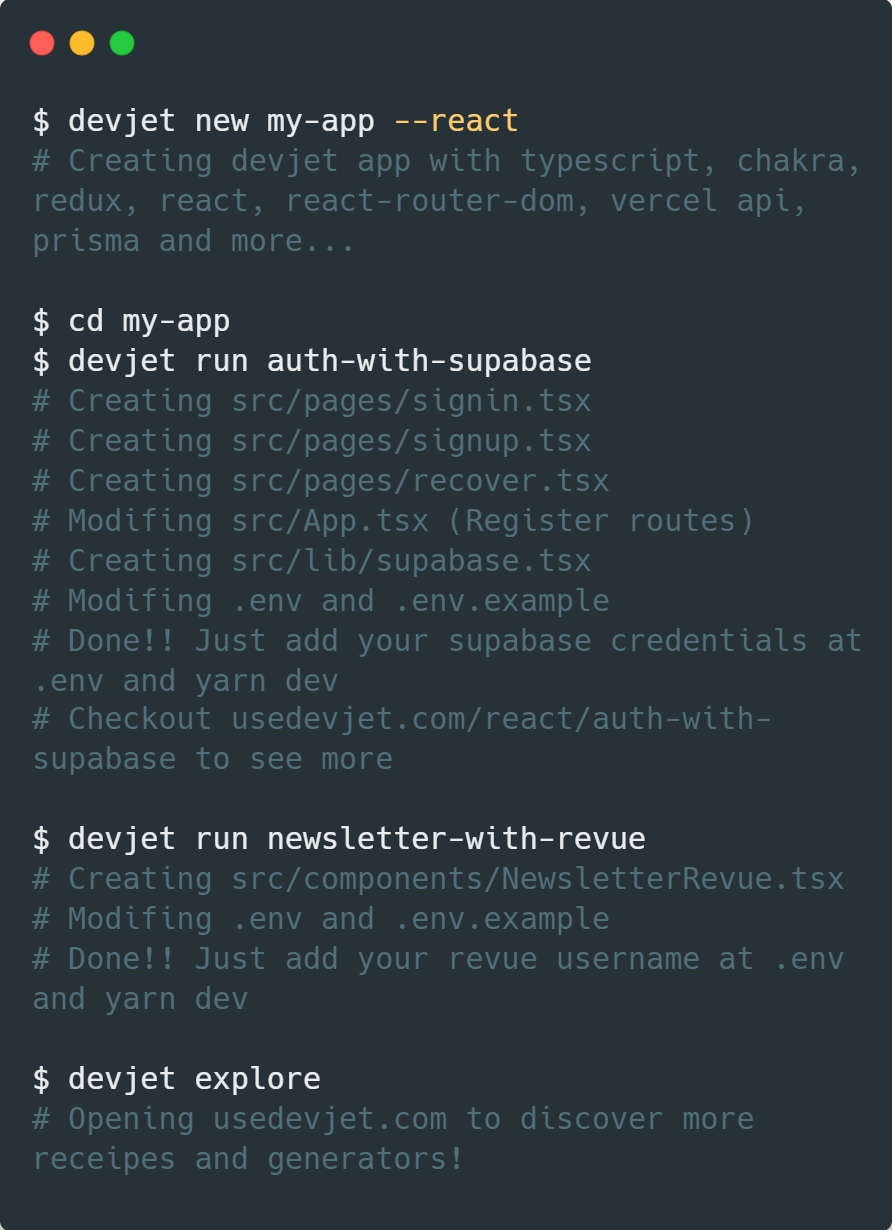 $ devjet new my-app --react
# Creating devjet app with typescript, chakra,
redux, react, react-router-dom, vercel api,
prisma and more...
$ cd my-app
$ devjet run auth-with-supabase
# Creating src/pages/signin.tsx
# Creating src/pages/signup.tsx
# Creating src/pages/recover.tsx
# Modifing src/App.tsx (Register routes)
# Creating src/lib/supabase.tsx
# Modifing .env and .env.example
# Done!! Just add your supabase credentials at
.env and yarn dev
# Checkout usedevjet.com/react/auth-with-
supabase to see more
$ devjet run newsletter-with-revue
# Creating src/components/NewsletterRevue.tsx
# Modifing .env and .env.example
# Done!! Just add your revue username at .env
and yarn dev
$ devjet explore
# Opening usedevjet.com to discover more
receipes and generators!